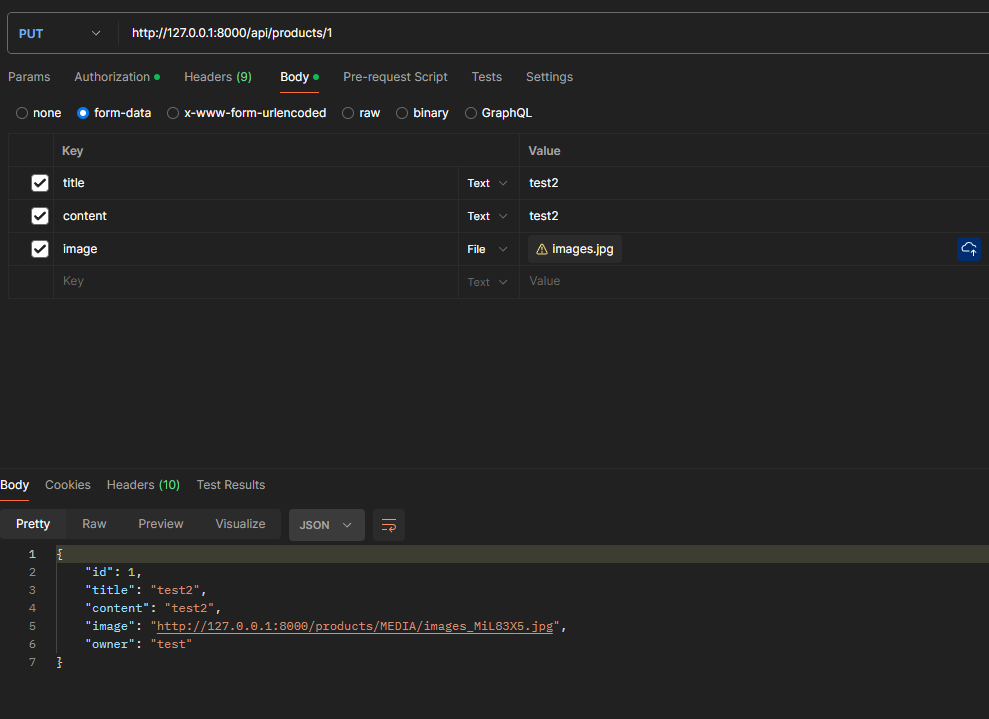 PUT http://127.0.0.1:8000/api/products/1
Params Authorization Headers (9) Body Pre-request Script Tests Settings
none form-data x-www-form-urlencoded raw binary GraphQL
Key Value
title Text test2
content Text test2
image File images.jpg
Key Text Value
Body Cookies Headers (10) Test Results
Pretty Raw Preview Visualize JSON
1 {
2 "id": 1,
3 "title": "test2",
4 "content": "test2",
5 "image": "http://127.0.0.1:8000/products/MEDIA/images_MiL83X5.jpg",
6 "owner": "test"
7 }